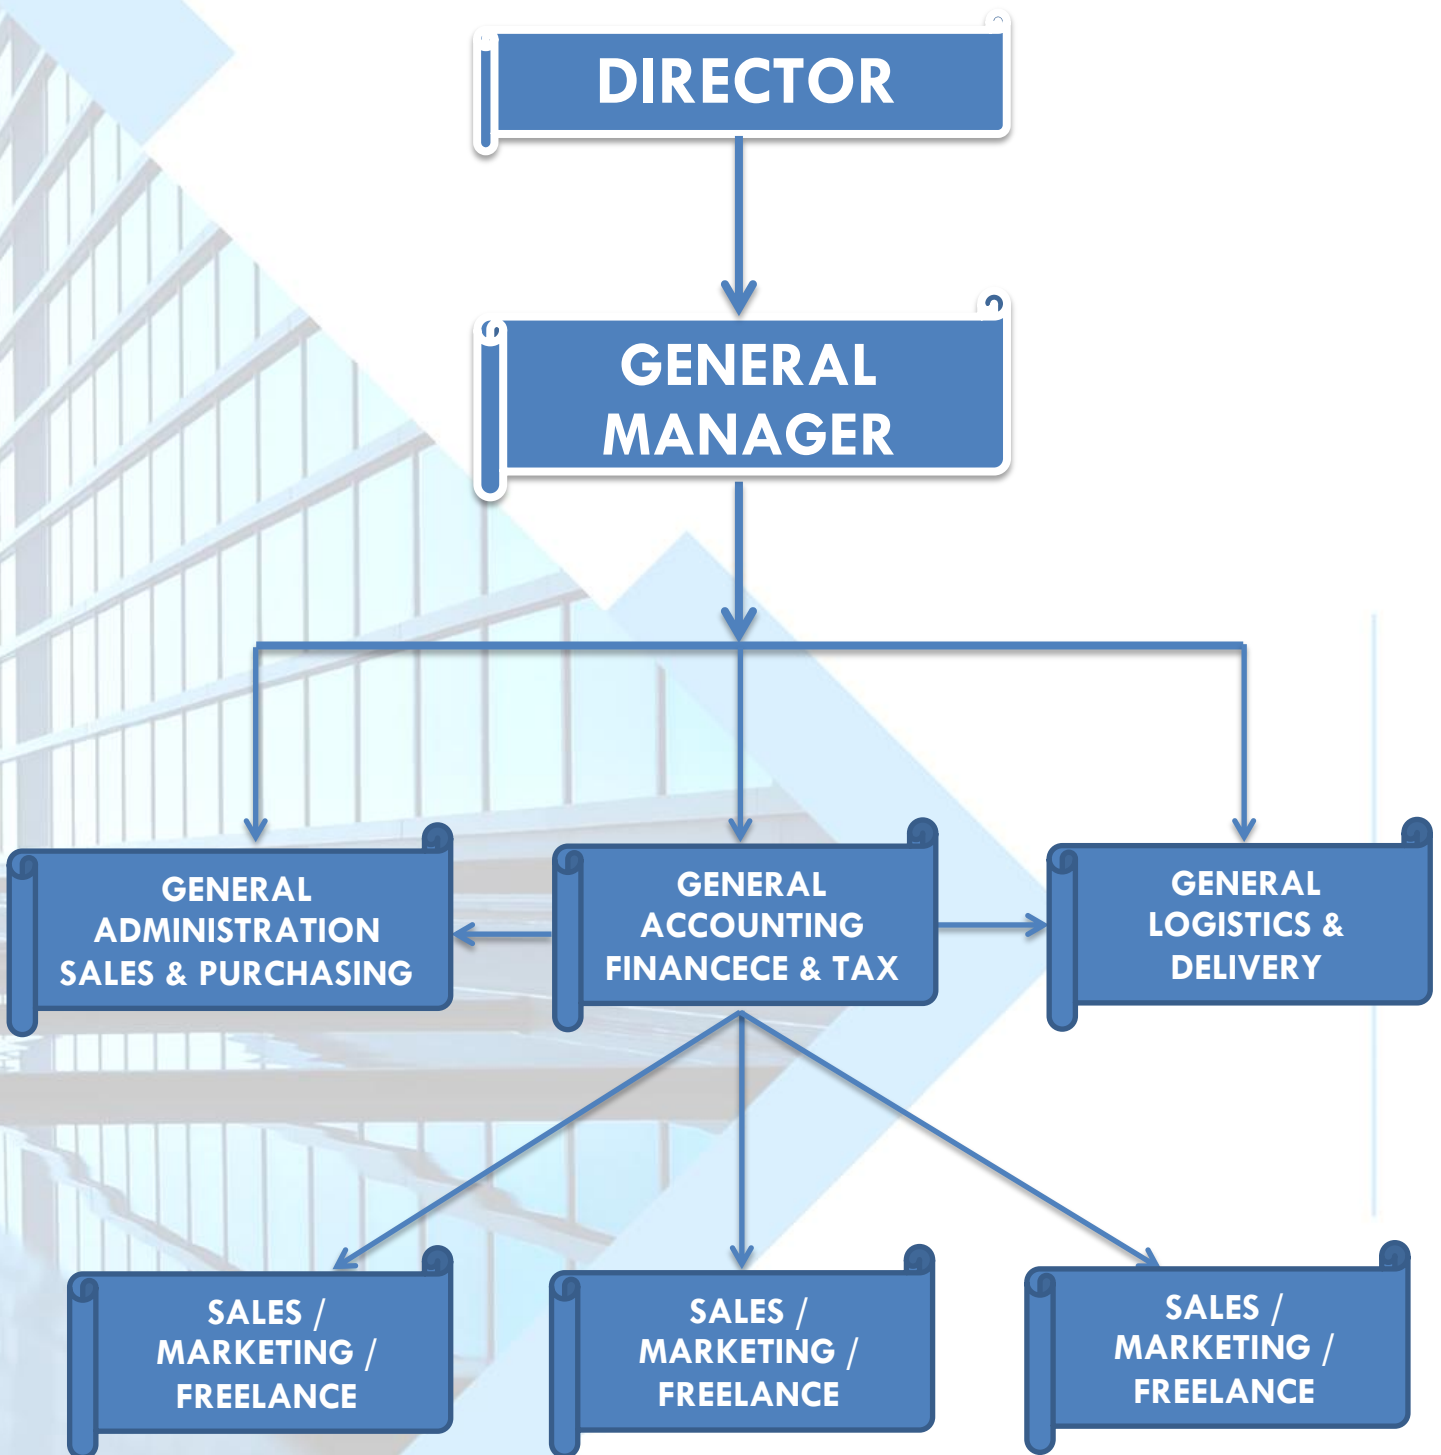 DIRECTOR
GENERAL
MANAGER
GENERAL
ADMINISTRATION
SALES & PURCHASING
GENERAL
ACCOUNTING
FINANCECE & TAX
GENERAL
LOGISTICS &
DELIVERY
SALES /
MARKETING /
FREELANCE
SALES /
MARKETING /
FREELANCE
SALES /
MARKETING /
FREELANCE